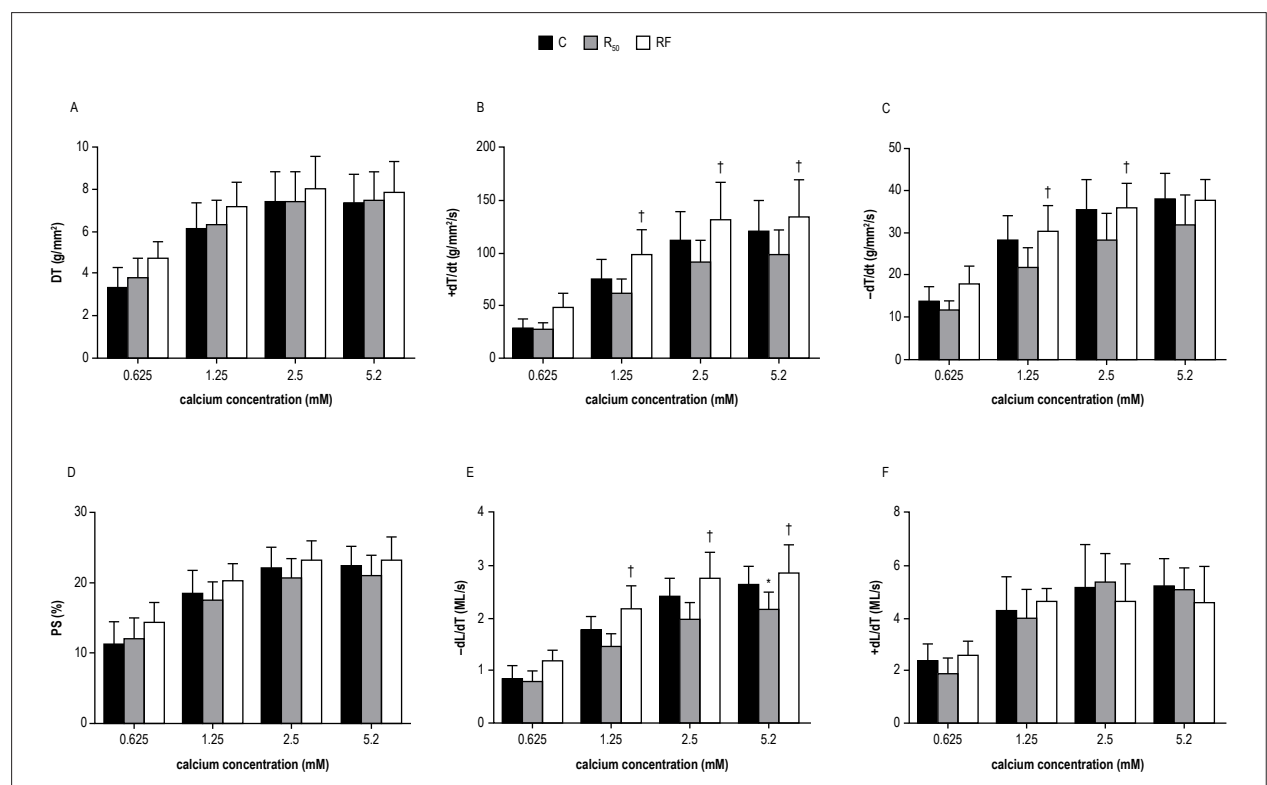 C R₅₀ RF
A
DT (g/mm²)
10
8
6
4
2
0
0.625 1.25 2.5 5.2
calcium concentration (mM)
B
+dT/dt (g/mm²/s)
200
150
100
50
0
† † †
0.625 1.25 2.5 5.2
calcium concentration (mM)
C
–dT/dt (g/mm²/s)
50
40
30
20
10
0
† †
0.625 1.25 2.5 5.2
calcium concentration (mM)
D
PS (%)
30
20
10
0
0.625 1.25 2.5 5.2
calcium concentration (mM)
E
–dL/dT (ML/s)
4
3
2
1
0
† † * †
0.625 1.25 2.5 5.2
calcium concentration (mM)
F
+dL/dT (ML/s)
8
6
4
2
0
0.625 1.25 2.5 5.2
calcium concentration (mM)